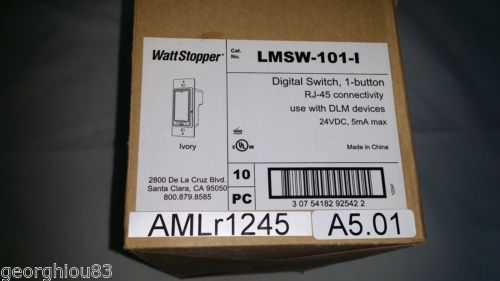 WattStopper
Cat. No.
LMSW-101-I
Digital Switch, 1-button
RJ-45 connectivity
use with DLM devices
24VDC, 5mA max
Ivory
UL
Made in China
2800 De La Cruz Blvd.
Santa Clara, CA 95050
800.879.8585
10
PC
3 07 54182 92542 2
AMLr1245
A5.01
georghiou83